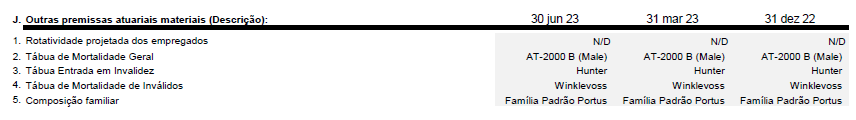 J. Outras premissas atuariais materiais (Descrição): 30 jun 23 31 mar 23 31 dez 22
1. Rotatividade projetada dos empregados N/D N/D N/D
2. Tábua de Mortalidade Geral AT-2000 B (Male) AT-2000 B (Male) AT-2000 B (Male)
3. Tábua Entrada em Invalidez Hunter Hunter Hunter
4. Tábua de Mortalidade de Inválidos Winklevoss Winklevoss Winklevoss
5. Composição familiar Família Padrão Portus Família Padrão Portus Família Padrão Portus